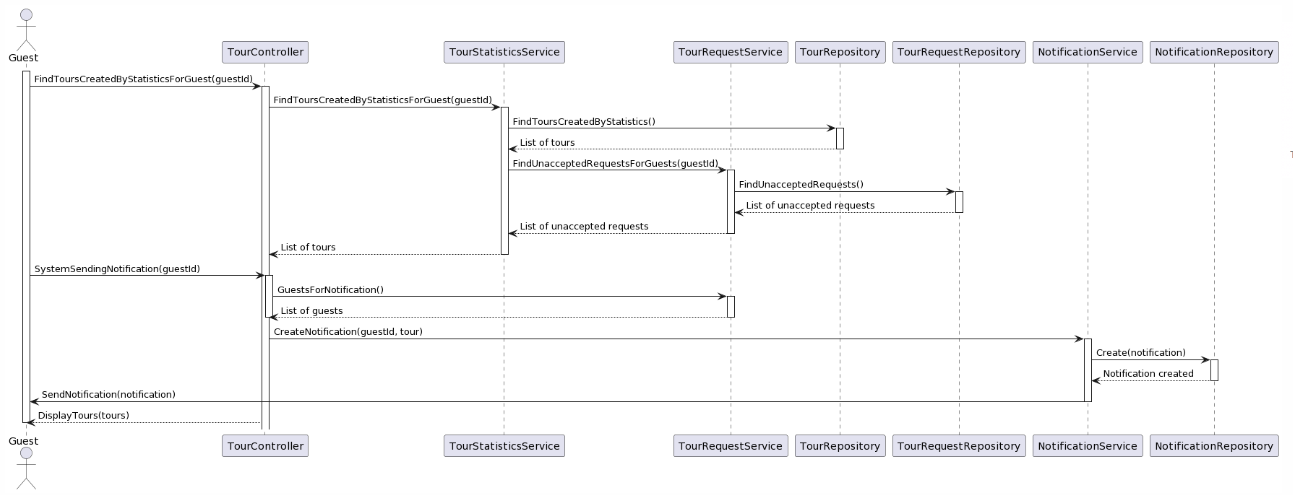 Guest
TourController
TourStatisticsService
TourRequestService
TourRepository
TourRequestRepository
NotificationService
NotificationRepository
FindToursCreatedByStatisticsForGuest(guestId)
FindToursCreatedByStatisticsForGuest(guestId)
FindToursCreatedByStatistics()
List of tours
FindUnacceptedRequestsForGuests(guestId)
FindUnacceptedRequests()
List of unaccepted requests
List of unaccepted requests
List of tours
SystemSendingNotification(guestId)
GuestsForNotification()
List of guests
CreateNotification(guestId, tour)
Create(notification)
Notification created
SendNotification(notification)
DisplayTours(tours)
Guest
TourController
TourStatisticsService
TourRequestService
TourRepository
TourRequestRepository
NotificationService
NotificationRepository